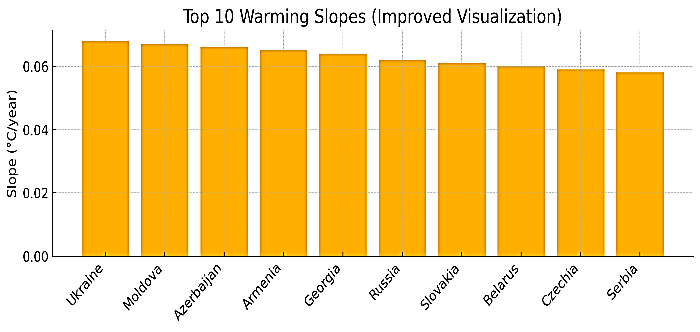 Top 10 Warming Slopes (Improved Visualization)
Slope (°C/year)
0.06
0.04
0.02
0.00
Ukraine
Moldova
Azerbaijan
Armenia
Georgia
Russia
Slovakia
Belarus
Czechia
Serbia